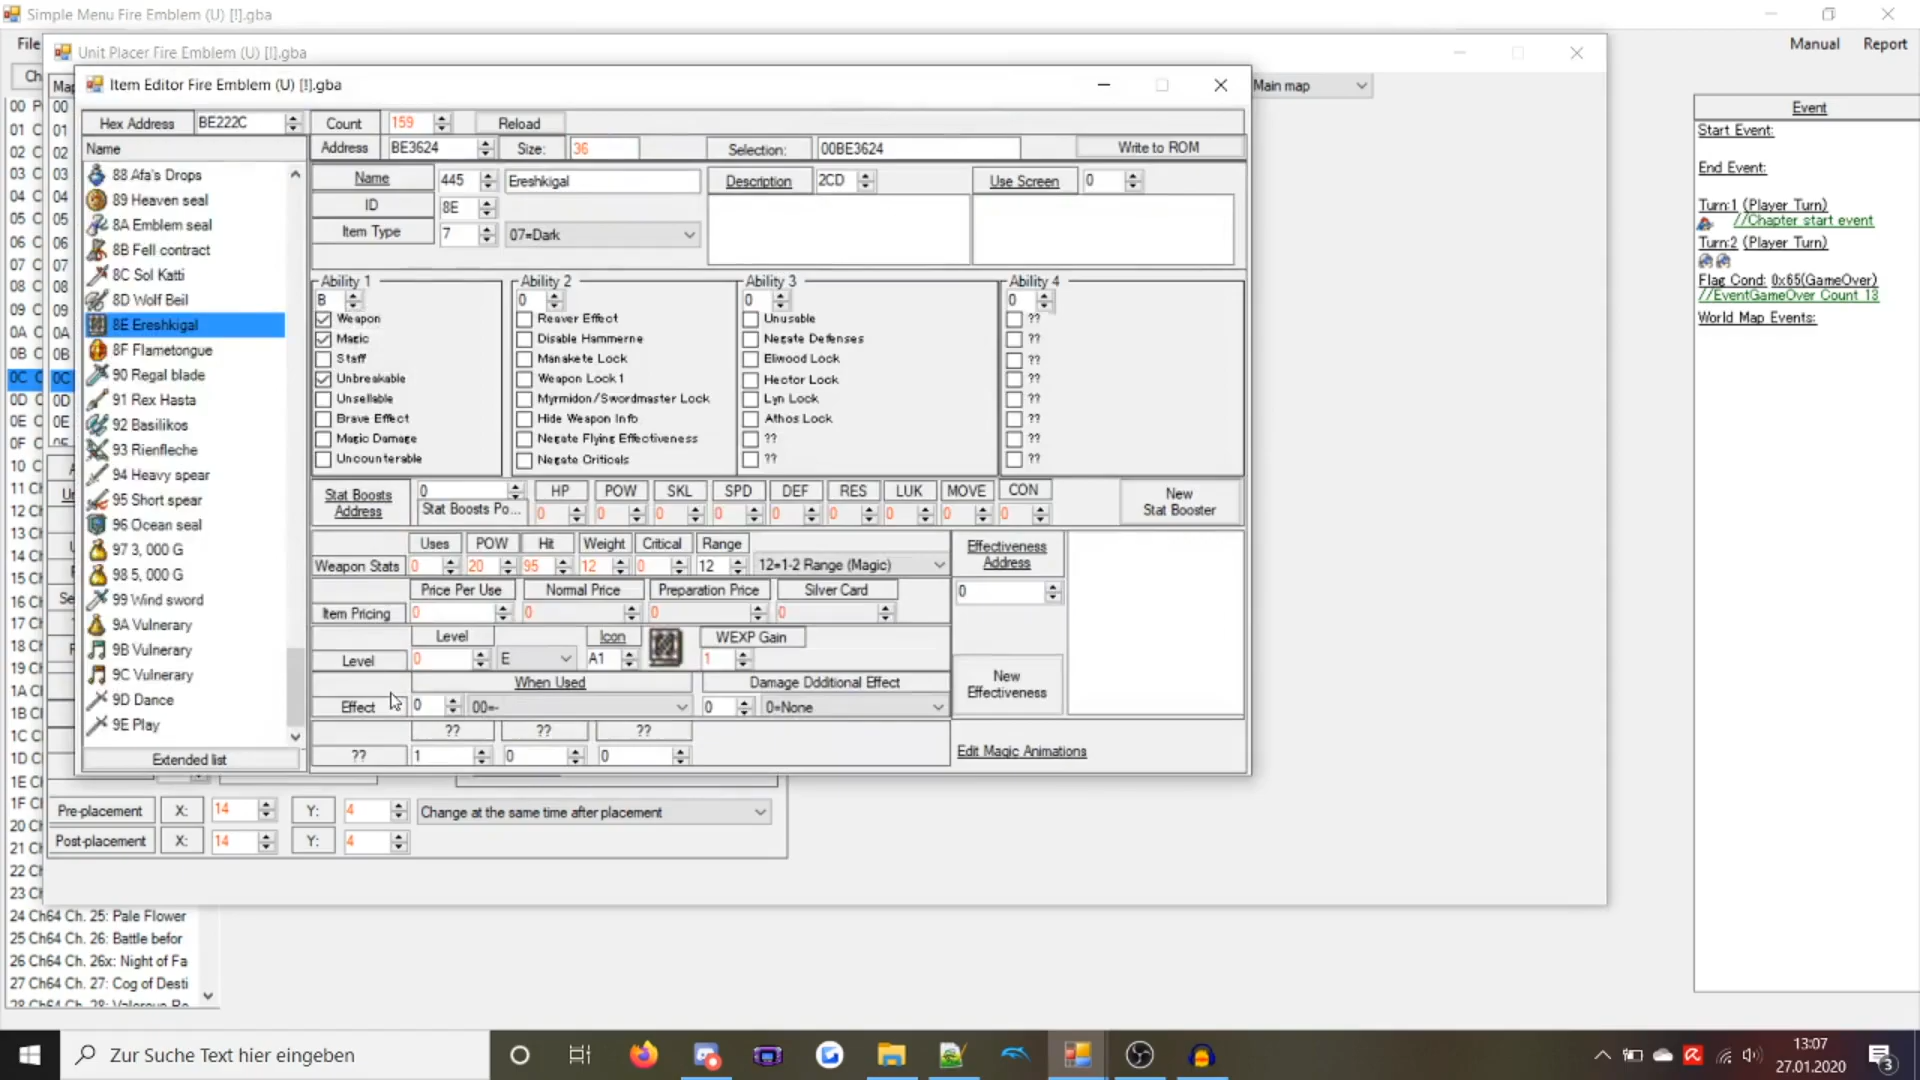 Simple Menu Fire Emblem (U) [!].gba
File
Manual Report
Unit Placer Fire Emblem (U) [!].gba
Main map
Item Editor Fire Emblem (U) [!].gba
Hex Address BE222C Count 159 Reload
Name
Address BE3624 Size: 36 Selection: 00BE3624 Write to ROM
88 Afa's Drops
89 Heaven seal
8A Emblem seal
8B Fell contract
8C Sol Katti
8D Wolf Beil
8E Ereshkigal
8F Flametongue
90 Regal blade
91 Rex Hasta
92 Basilikos
93 Rienfleche
94 Heavy spear
95 Short spear
96 Ocean seal
97 3, 000 G
98 5, 000 G
99 Wind sword
9A Vulnerary
9B Vulnerary
9C Vulnerary
9D Dance
9E Play
Extended list
Name 445 Ereshkigal Description 2CD Use Screen 0
ID 8E
Item Type 7 07=Dark
Ability 1
B
Weapon
Magic
Staff
Unbreakable
Unsellable
Brave Effect
Magic Damage
Uncounterable
Ability 2
0
Reaver Effect
Disable Hammerne
Manakete Lock
Weapon Lock 1
Myrmidon/Swordmaster Lock
Hide Weapon Info
Negate Flying Effectiveness
Negate Criticals
Ability 3
0
Unusable
Negate Defenses
Eliwood Lock
Hector Lock
Lyn Lock
Athos Lock
??
??
Ability 4
0
??
??
??
??
??
??
??
??
Stat Boosts Address 0 HP POW SKL SPD DEF RES LUK MOVE CON New Stat Booster
Stat Boosts Po... 0 0 0 0 0 0 0 0 0
Uses POW Hit Weight Critical Range
Weapon Stats 0 20 95 12 0 12 12=1-2 Range (Magic)
Price Per Use Normal Price Preparation Price Silver Card
Item Pricing 0 0 0 0
Level Icon WEXP Gain
Level 0 E A1 1
When Used Damage Dditional Effect
Effect 0 00=- 0 0=None
?? ?? ??
?? 1 0 0
Effectiveness Address
0
New Effectiveness
Edit Magic Animations
Pre-placement X: 14 Y: 4 Change at the same time after placement
Post-placement X: 14 Y: 4
24 Ch64 Ch. 25: Pale Flower
25 Ch64 Ch. 26: Battle befor
26 Ch64 Ch. 26x: Night of Fa
27 Ch64 Ch. 27: Cog of Desti
Event
Start Event:
End Event:
Turn:1 (Player Turn)
//Chapter start event
Turn:2 (Player Turn)
Flag Cond: 0x65(GameOver)
//EventGameOver Count 13
World Map Events:
Zur Suche Text hier eingeben
13:07
27.01.2020
3